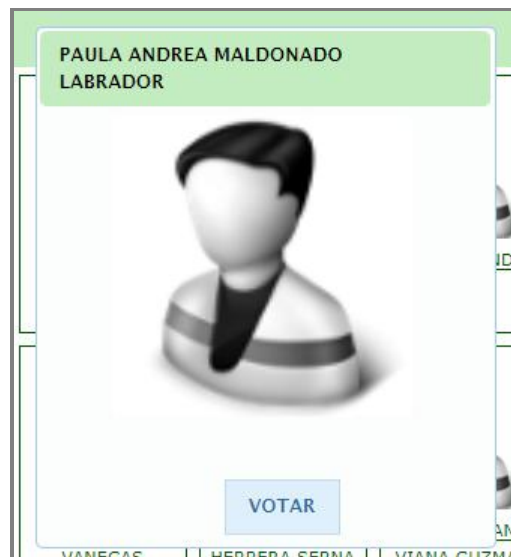 PAULA ANDREA MALDONADO
LABRADOR
VOTAR
VANEGAS
HERRERA SERNA